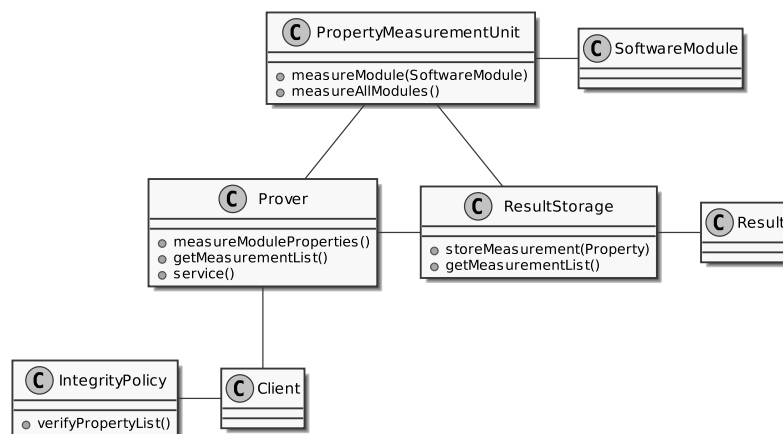 C PropertyMeasurementUnit
measureModule(SoftwareModule)
measureAllModules()
C SoftwareModule
C Prover
measureModuleProperties()
getMeasurementList()
service()
C ResultStorage
storeMeasurement(Property)
getMeasurementList()
C Result
C IntegrityPolicy
verifyPropertyList()
C Client